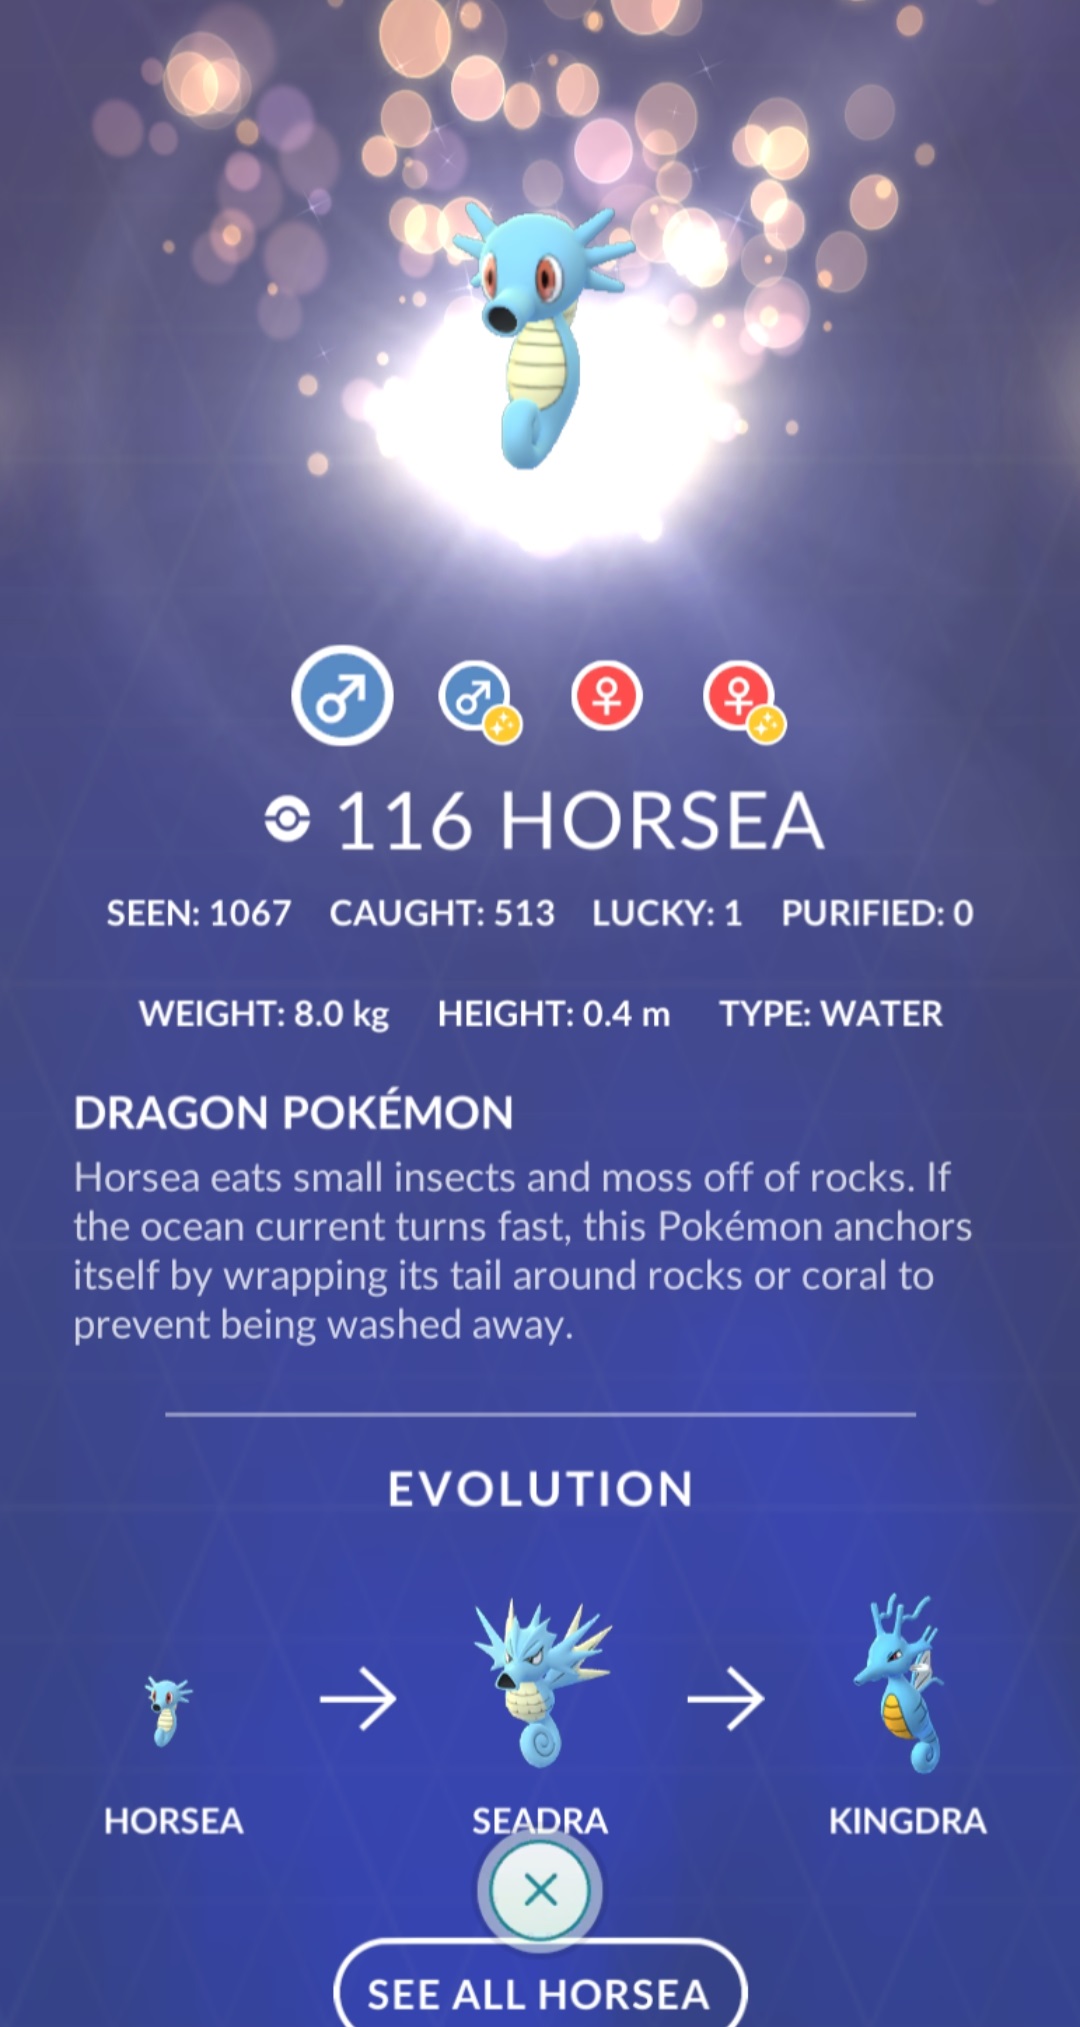 116 HORSEA
SEEN: 1067 CAUGHT: 513 LUCKY: 1 PURIFIED: 0
WEIGHT: 8.0 kg HEIGHT: 0.4 m TYPE: WATER
DRAGON POKÉMON
Horsea eats small insects and moss off of rocks. If
the ocean current turns fast, this Pokémon anchors
itself by wrapping its tail around rocks or coral to
prevent being washed away.
EVOLUTION
HORSEA SEADRA KINGDRA
SEE ALL HORSEA